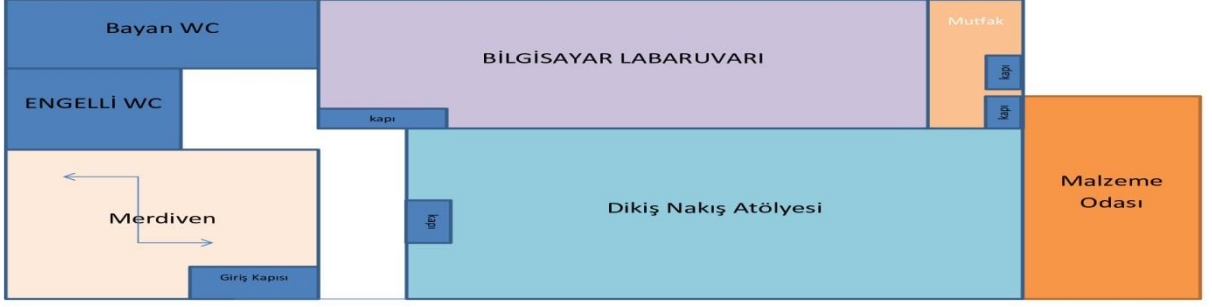 Bayan WC
BİLGİSAYAR LABARUVARI
Mutfak
kapı
ENGELLİ WC
kapı
kapı
Malzeme
Odası
Merdiven
Dikiş Nakış Atölyesi
kapı
Giriş Kapısı